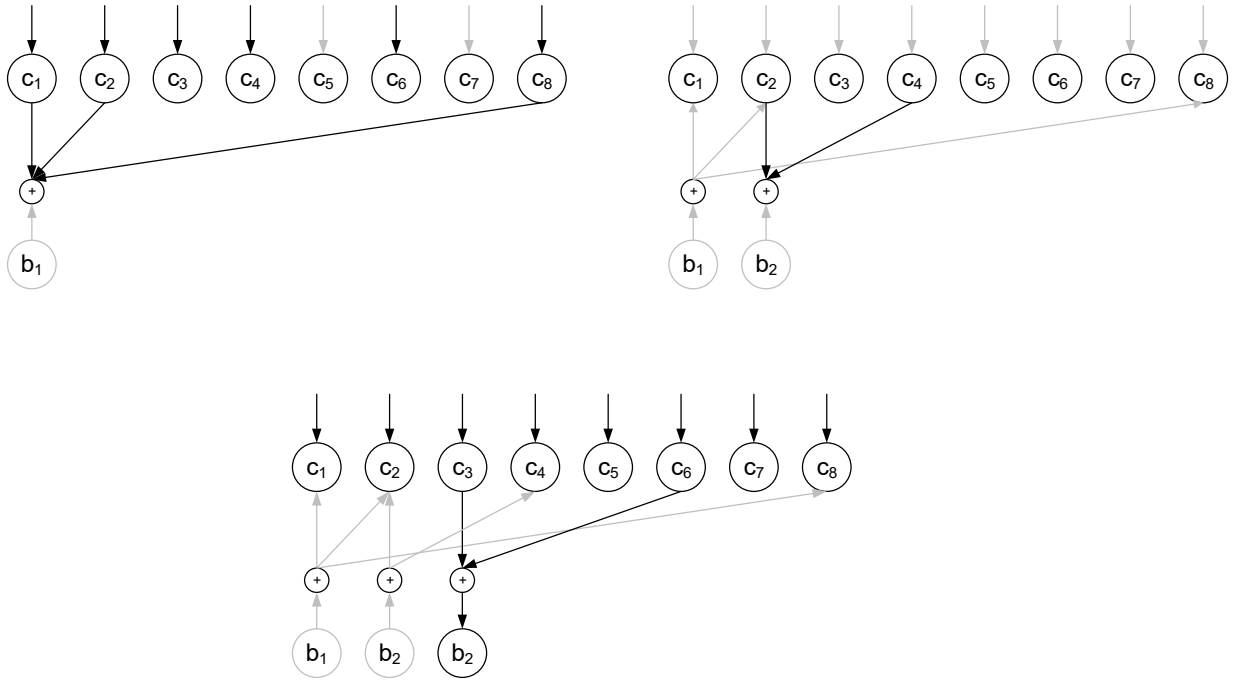 c₁ c₂ c₃ c₄ c₅ c₆ c₇ c₈
+
b₁
c₁ c₂ c₃ c₄ c₅ c₆ c₇ c₈
+ +
b₁ b₂
c₁ c₂ c₃ c₄ c₅ c₆ c₇ c₈
+ + +
b₁ b₂ b₂